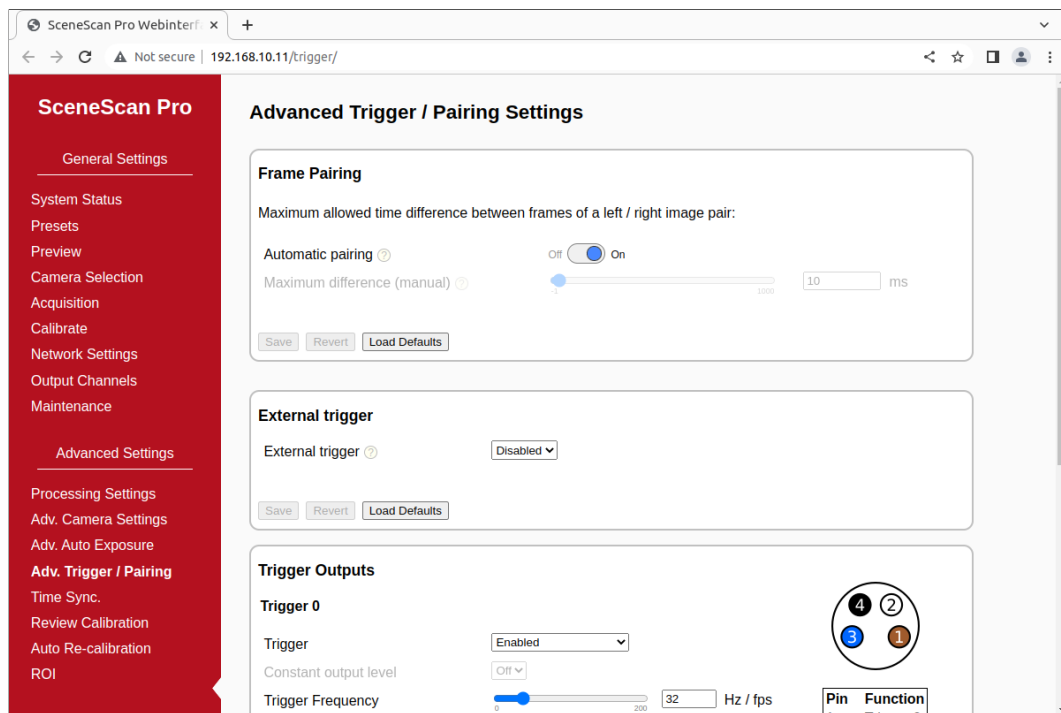 SceneScan Pro Webinterf
Not secure
192.168.10.11/trigger/
SceneScan Pro
General Settings
System Status
Presets
Preview
Camera Selection
Acquisition
Calibrate
Network Settings
Output Channels
Maintenance
Advanced Settings
Processing Settings
Adv. Camera Settings
Adv. Auto Exposure
Adv. Trigger / Pairing
Time Sync.
Review Calibration
Auto Re-calibration
ROI
Advanced Trigger / Pairing Settings
Frame Pairing
Maximum allowed time difference between frames of a left / right image pair:
Automatic pairing ? Off On
Maximum difference (manual) ? 10 ms
-1 1000
Save Revert Load Defaults
External trigger
External trigger ? Disabled
Save Revert Load Defaults
Trigger Outputs
Trigger 0
Trigger Enabled
Constant output level Off
Trigger Frequency 32 Hz / fps
0 200
4 2
3 1
Pin Function